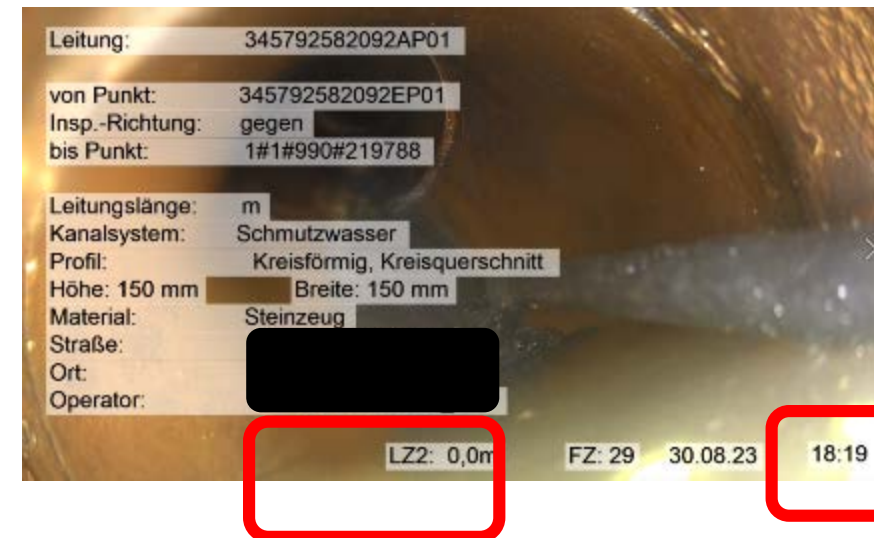 Leitung: 345792582092AP01
von Punkt: 345792582092EP01
Insp.-Richtung: gegen
bis Punkt: 1#1#990#219788
Leitungslänge: m
Kanalsystem: Schmutzwasser
Profil: Kreisförmig, Kreisquerschnitt
Höhe: 150 mm Breite: 150 mm
Material: Steinzeug
Straße:
Ort:
Operator:
LZ2: 0,0m FZ: 29 30.08.23 18:19